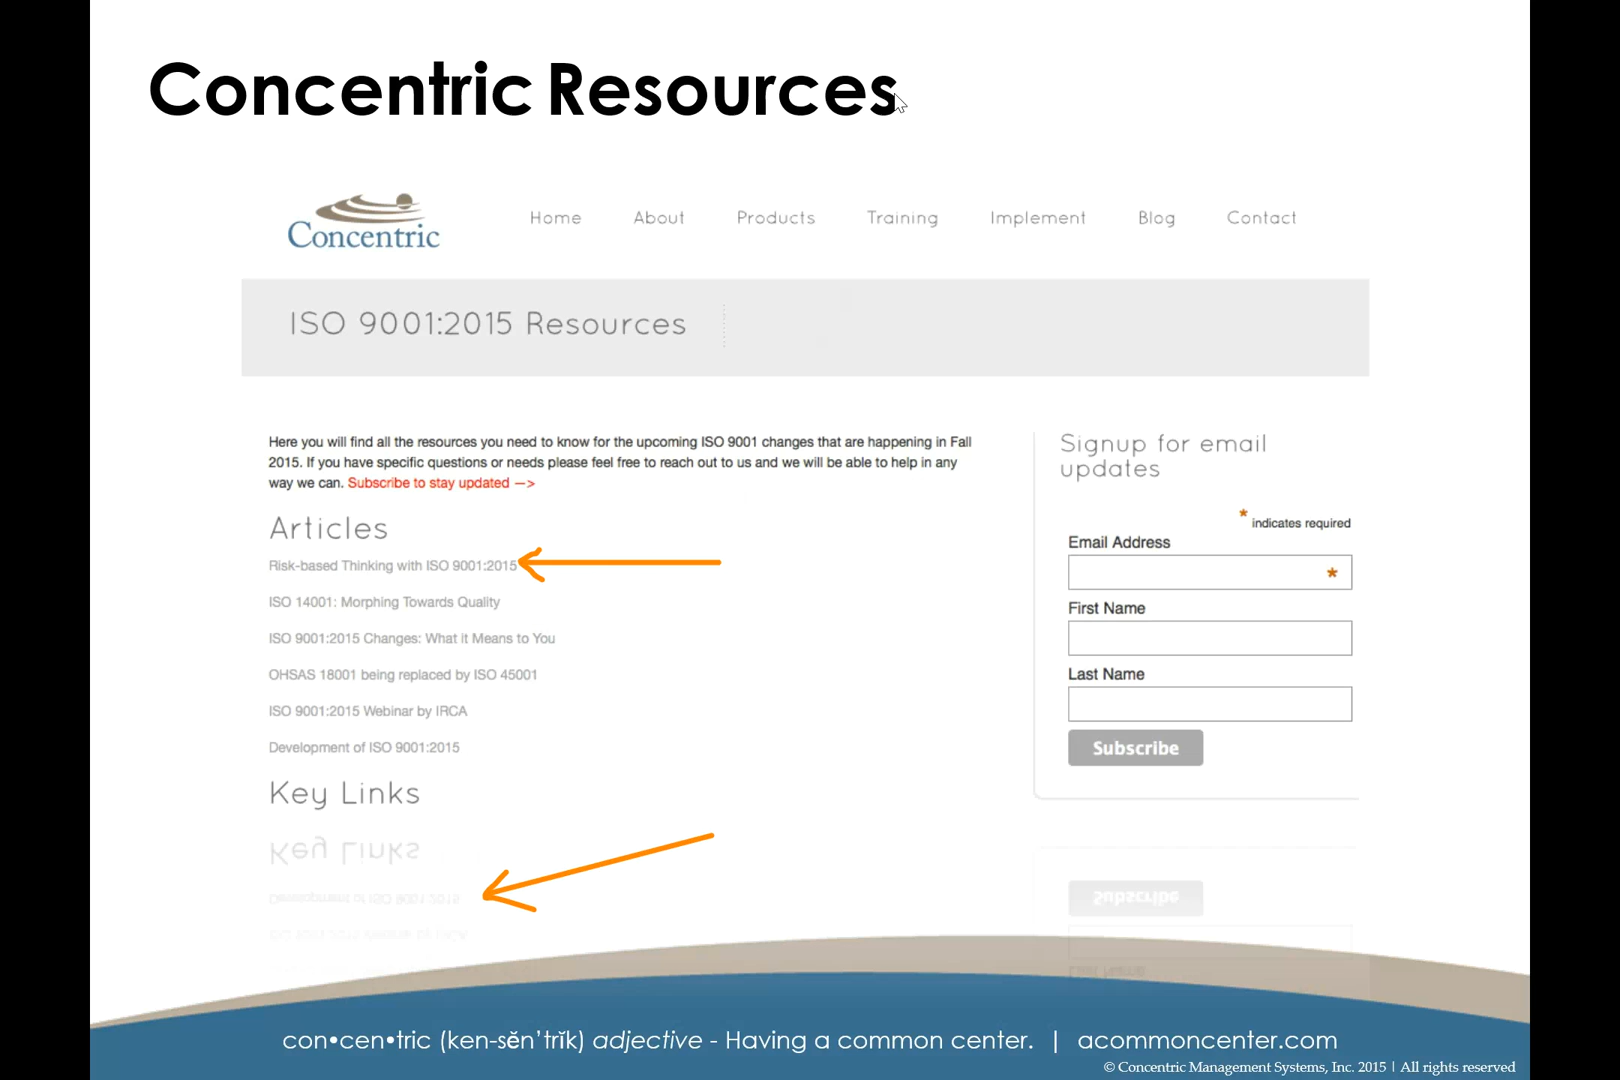 Concentric Resources
Concentric
Home About Products Training Implement Blog Contact
ISO 9001:2015 Resources
Here you will find all the resources you need to know for the upcoming ISO 9001 changes that are happening in Fall
2015. If you have specific questions or needs please feel free to reach out to us and we will be able to help in any
way we can. Subscribe to stay updated —>
Articles
Risk-based Thinking with ISO 9001:2015
ISO 14001: Morphing Towards Quality
ISO 9001:2015 Changes: What it Means to You
OHSAS 18001 being replaced by ISO 45001
ISO 9001:2015 Webinar by IRCA
Development of ISO 9001:2015
Key Links
Signup for email
updates
* indicates required
Email Address
*
First Name
Last Name
Subscribe
con•cen•tric (ken-sĕn’trĭk) adjective - Having a common center. | acommoncenter.com
© Concentric Management Systems, Inc. 2015 | All rights reserved